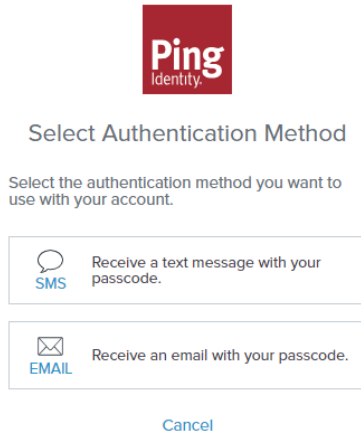 Ping
Identity.
Select Authentication Method
Select the authentication method you want to
use with your account.
SMS
Receive a text message with your
passcode.
EMAIL
Receive an email with your passcode.
Cancel